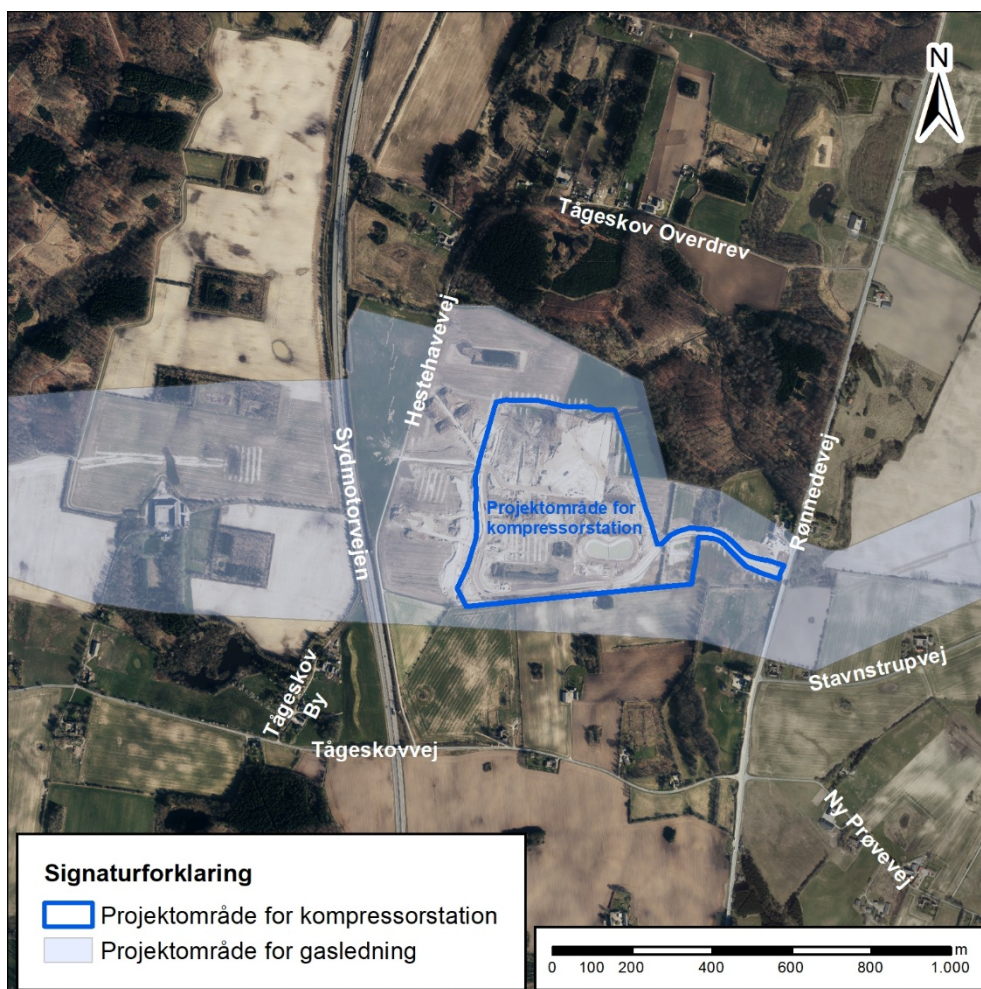 N
Tågeskov Overdrev
Hestehavevej
Rønnedevej
Sydmotorvejen
Projektområde for
kompressorstation
Stavnstrupvej
Tågeskov
By
Tågeskovvej
Ny Prøvevej
Signaturforklaring
Projektområde for kompressorstation
Projektområde for gasledning
m
0 100 200 400 600 800 1.000